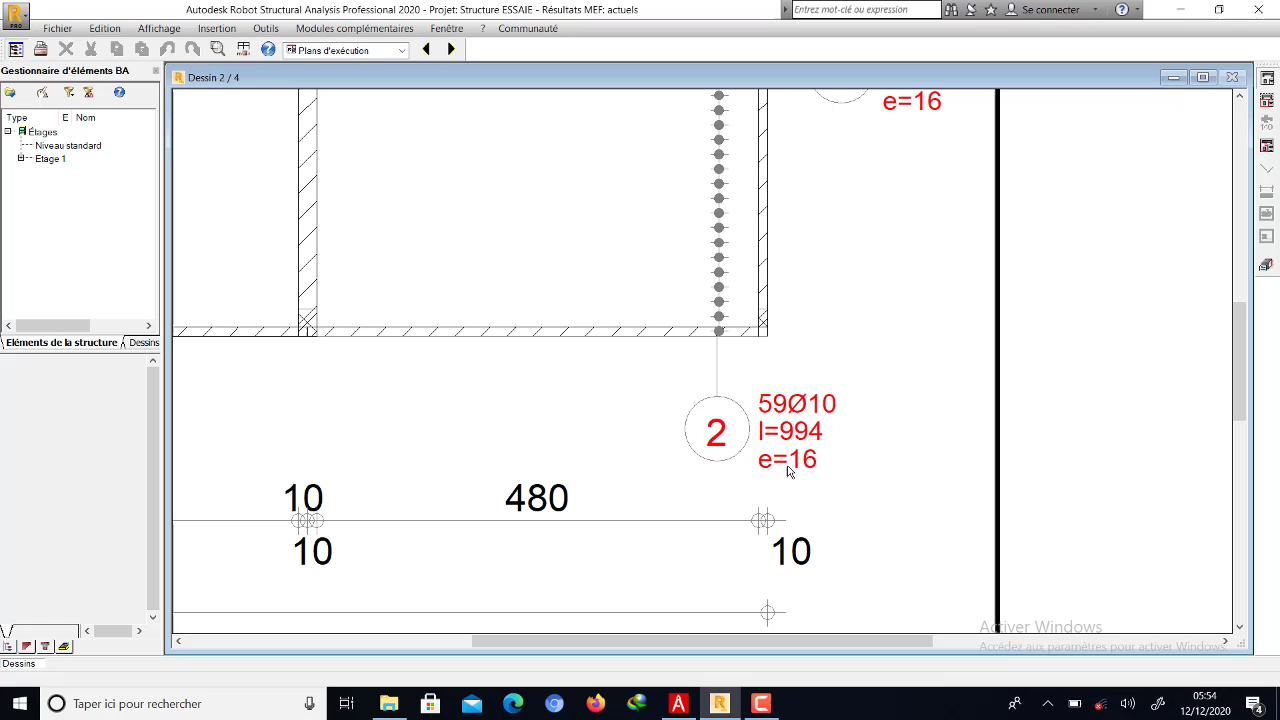 Autodesk Robot Structural Analysis Professional 2020 - Projet: Structure ESSAIE - Résultats MEF: actuels
Entrez mot-clé ou expression
Se connecter
PRO
Fichier Edition Affichage Insertion Outils Modules complémentaires Fenêtre ? Communauté
Plans d'exécution
Gestionnaire d'éléments BA
Dessin 2 / 4
Type E Nom
Étages
Niveau standard
Etage 1
Eléments de la structure Dessins
e=16
2
59Ø10
l=994
e=16
10 480
10 10
Activer Windows
Accédez aux paramètres pour activer Windows.
Dessins
Taper ici pour rechercher
05:54
12/12/2020
4